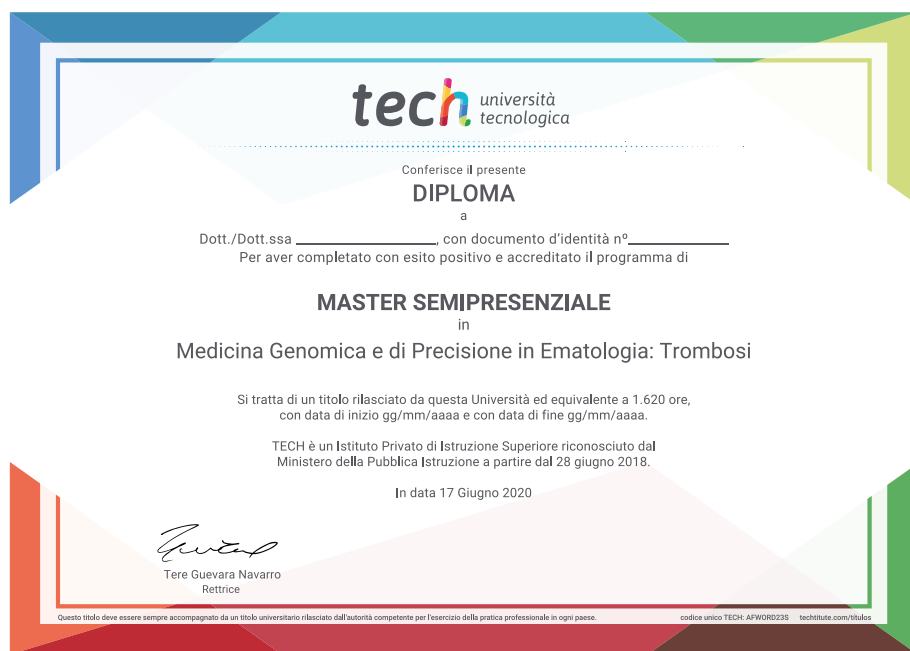 tech università
tecnologica
Conferisce il presente
DIPLOMA
a
Dott./Dott.ssa ________________, con documento d'identità nº____________
Per aver completato con esito positivo e accreditato il programma di
MASTER SEMIPRESENZIALE
in
Medicina Genomica e di Precisione in Ematologia: Trombosi
Si tratta di un titolo rilasciato da questa Università ed equivalente a 1.620 ore,
con data di inizio gg/mm/aaaa e con data di fine gg/mm/aaaa.
TECH è un Istituto Privato di Istruzione Superiore riconosciuto dal
Ministero della Pubblica Istruzione a partire dal 28 giugno 2018.
In data 17 Giugno 2020
Tere Guevara Navarro
Rettrice
Questo titolo deve essere sempre accompagnato da un titolo universitario rilasciato dall'autorità competente per l'esercizio della pratica professionale in ogni paese. codice unico TECH: AFWORD23S techtitute.com/títulos